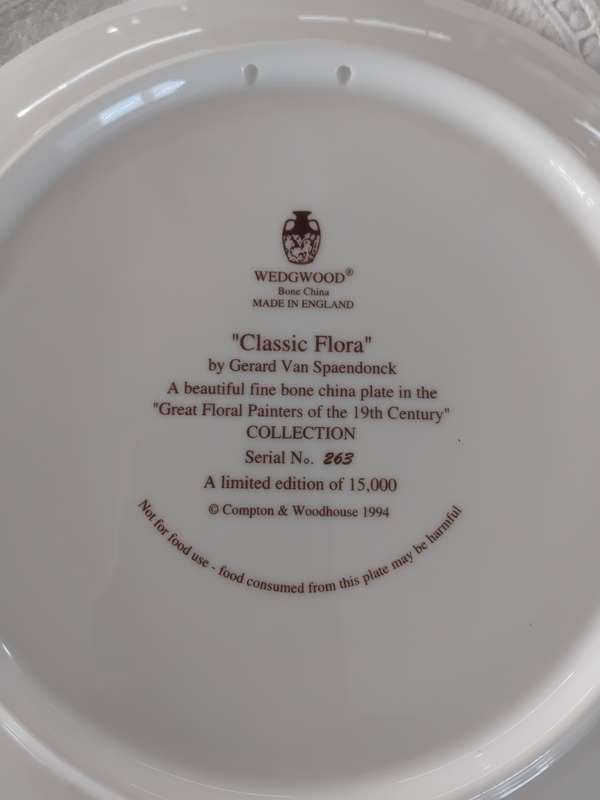 WEDGWOOD®
Bone China
MADE IN ENGLAND
"Classic Flora"
by Gerard Van Spaendonck
A beautiful fine bone china plate in the
"Great Floral Painters of the 19th Century"
COLLECTION
Serial No. 263
A limited edition of 15,000
© Compton & Woodhouse 1994
Not for food use - food consumed from this plate may be harmful